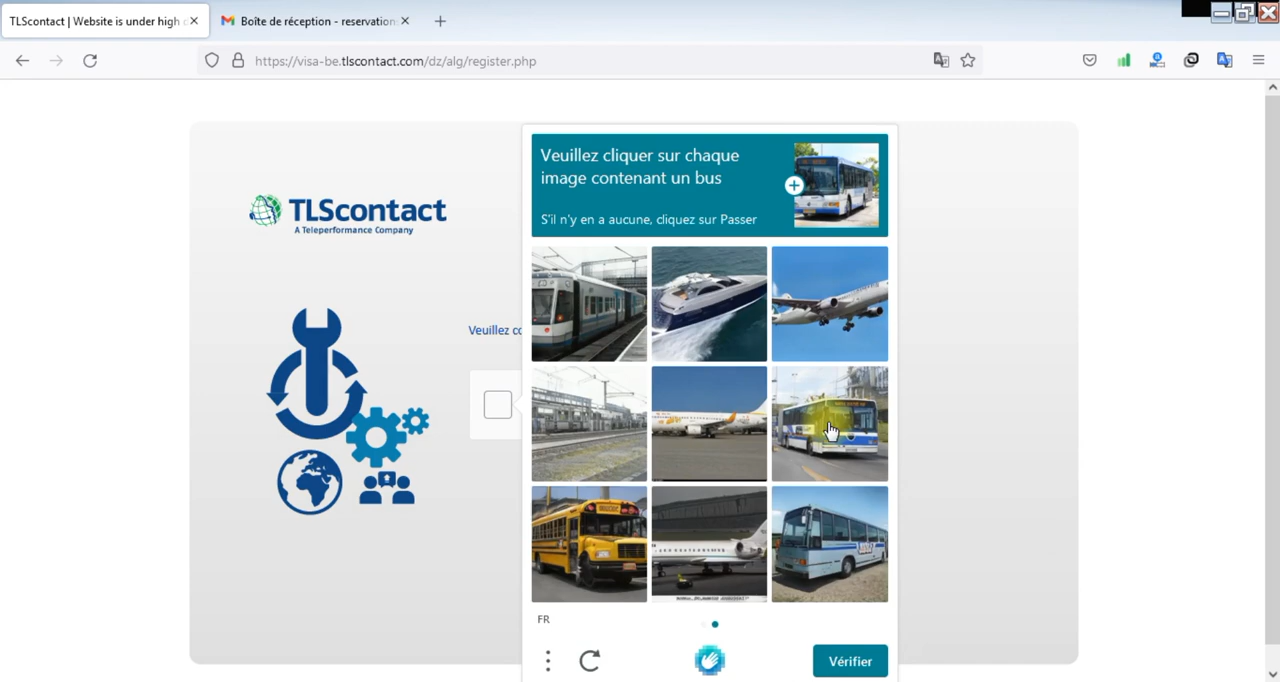 TLScontact | Website is under high
Boîte de réception - reservation
https://visa-be.tlscontact.com/dz/alg/register.php
Veuillez cliquer sur chaque
image contenant un bus
S'il n'y en a aucune, cliquez sur Passer
TLScontact
A Teleperformance Company
Veuillez co
FR
Vérifier